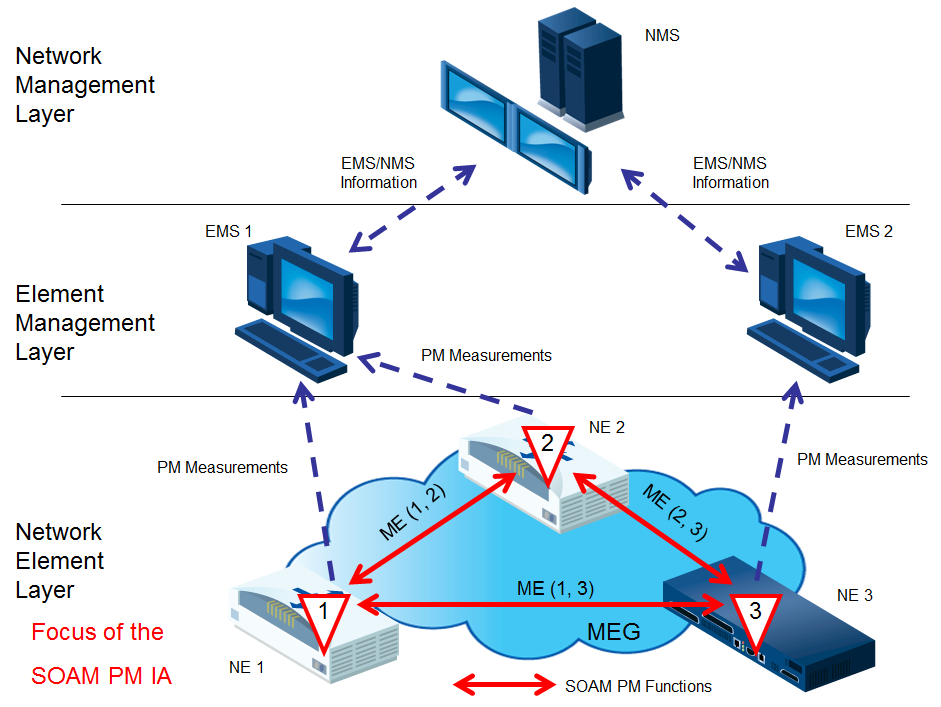 Network
Management
Layer
NMS
EMS/NMS
Information
EMS/NMS
Information
EMS 1
EMS 2
Element
Management
Layer
PM Measurements
PM Measurements
PM Measurements
NE 2
2
ME (1, 2)
ME (2, 3)
Network
Element
Layer
ME (1, 3)
NE 3
1
3
Focus of the
SOAM PM IA
MEG
NE 1
SOAM PM Functions